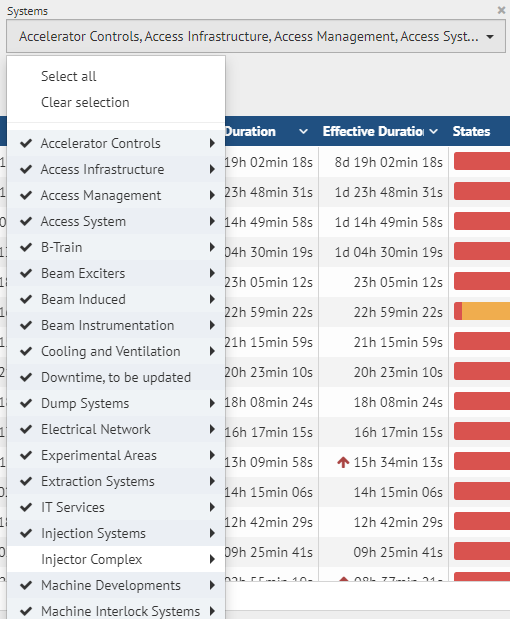 Systems
Accelerator Controls, Access Infrastructure, Access Management, Access Syst...
Select all
Clear selection
Duration Effective Duration States
Accelerator Controls 19h 02min 18s 8d 19h 02min 18s
Access Infrastructure 23h 48min 31s 1d 23h 48min 31s
Access Management 14h 49min 58s 1d 14h 49min 58s
Access System 04h 30min 19s 1d 04h 30min 19s
B-Train
Beam Exciters 23h 05min 12s 23h 05min 12s
Beam Induced 22h 59min 22s 22h 59min 22s
Beam Instrumentation 21h 15min 59s 21h 15min 59s
Cooling and Ventilation
Downtime, to be updated 20h 23min 10s 20h 23min 10s
Dump Systems 18h 08min 24s 18h 08min 24s
Electrical Network 16h 17min 15s 16h 17min 15s
Experimental Areas 13h 09min 58s 15h 34min 13s
Extraction Systems 14h 15min 06s 14h 15min 06s
IT Services 12h 42min 29s 12h 42min 29s
Injection Systems
Injector Complex 09h 25min 41s 09h 25min 41s
Machine Developments
Machine Interlock Systems